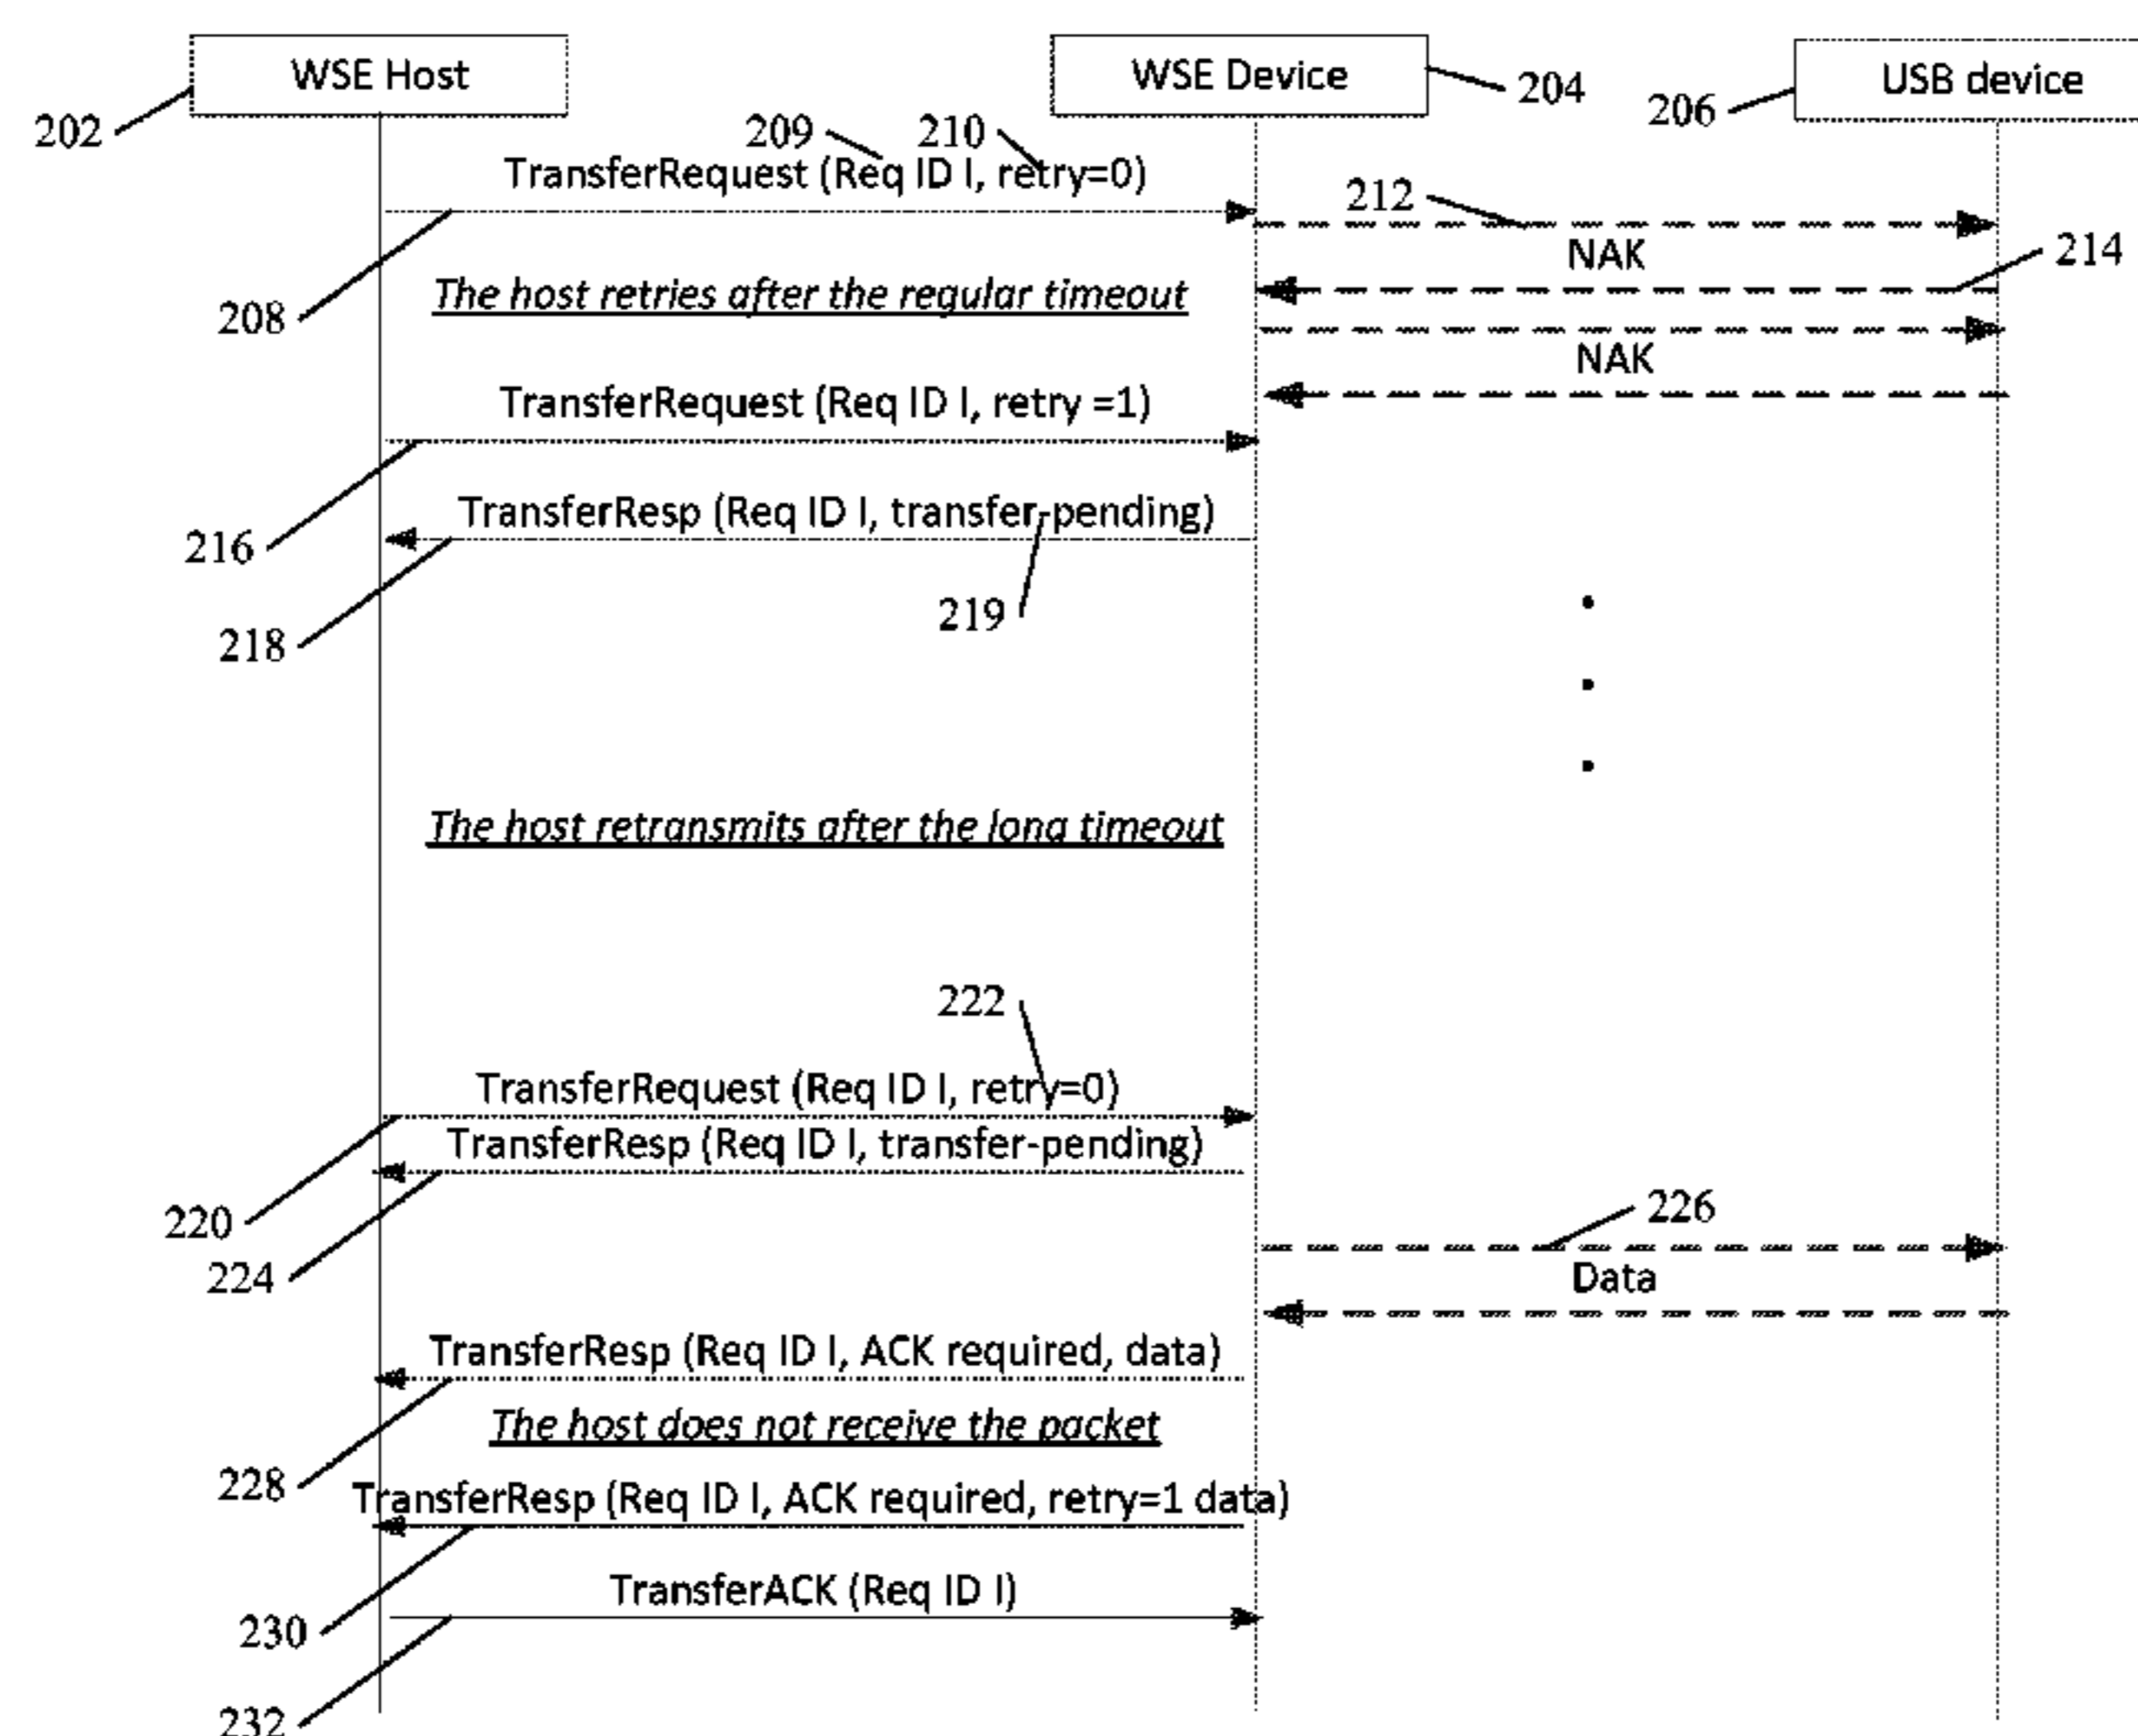 WSE Host
WSE Device
USB device
202
204
206
209
210
TransferRequest (Req ID I, retry=0)
212
NAK
214
208
The host retries after the regular timeout
NAK
TransferRequest (Req ID I, retry =1)
216
TransferResp (Req ID I, transfer-pending)
218
219
The host retransmits after the long timeout
222
TransferRequest (Req ID I, retry=0)
TransferResp (Req ID I, transfer-pending)
220
224
226
Data
TransferResp (Req ID I, ACK required, data)
The host does not receive the packet
228
TransferResp (Req ID I, ACK required, retry=1 data)
230
TransferACK (Req ID I)
232